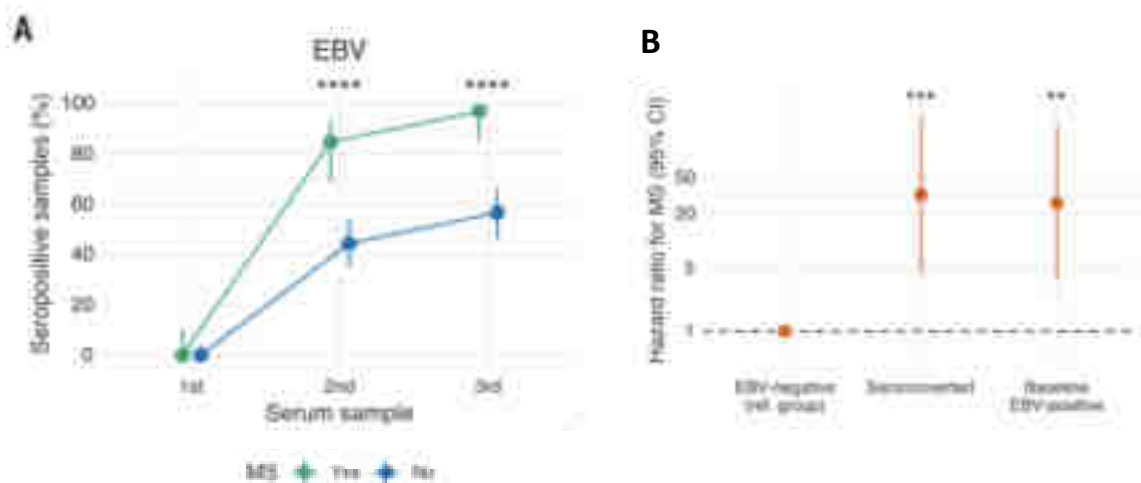 A
EBV
**** ****
Seropositive samples (%)
100
80
60
40
20
0
1st 2nd 3rd
Serum sample
MS Yes No
B
*** **
Hazard ratio for MS (95% CI)
50
20
5
1
EBV-negative Seroconverted Baseline
(ref. group) EBV-positive